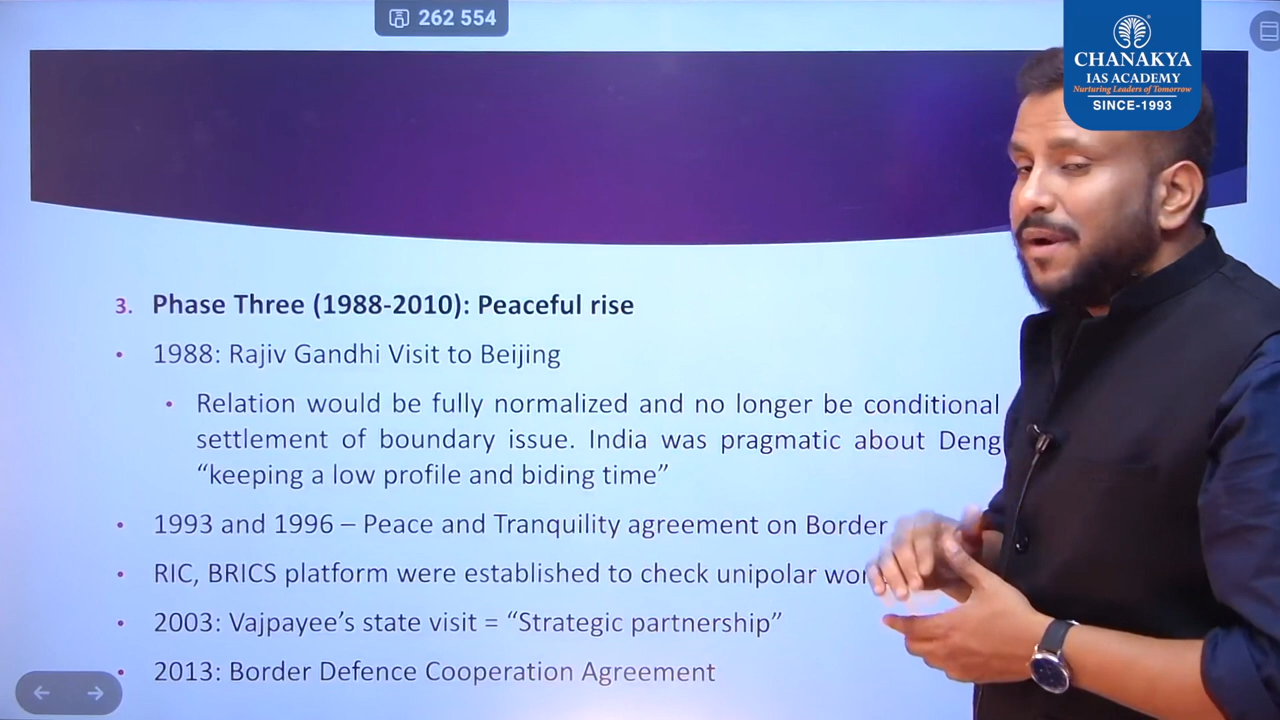 262 554
CHANAKYA
IAS ACADEMY
Nurturing Leaders of Tomorrow
SINCE-1993
3. Phase Three (1988-2010): Peaceful rise
• 1988: Rajiv Gandhi Visit to Beijing
• Relation would be fully normalized and no longer be conditional
settlement of boundary issue. India was pragmatic about Deng
“keeping a low profile and biding time”
• 1993 and 1996 – Peace and Tranquility agreement on Border
• RIC, BRICS platform were established to check unipolar
• 2003: Vajpayee’s state visit = “Strategic partnership”
• 2013: Border Defence Cooperation Agreement